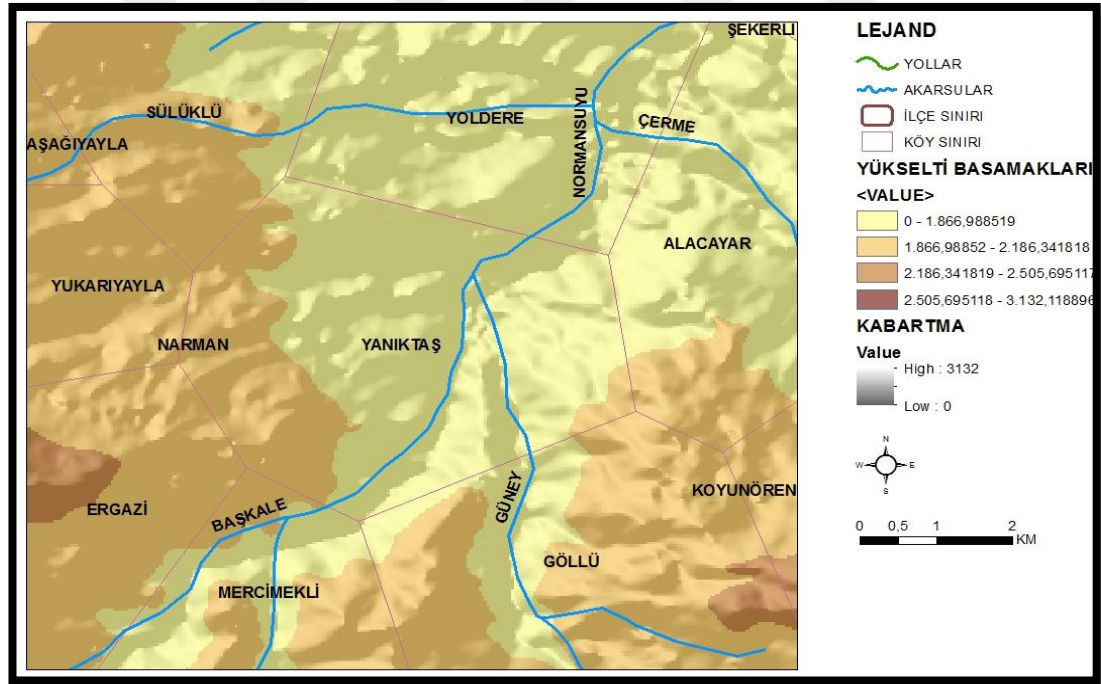 ŞEKERLİ
SÜLÜKLÜ
YOLDERE
NORMANSUYU
ÇERME
AŞAĞIYAYLA
ALACAYAR
YUKARIYAYLA
NARMAN
YANIKTAŞ
KOYUNÖREN
ERGAZİ
BAŞKALE
GÜNEY
GÖLLÜ
MERCİMEKLİ
LEJAND
YOLLAR
AKARSULAR
İLÇE SINIRI
KÖY SINIRI
YÜKSELTİ BASAMAKLARI
<VALUE>
0 - 1.866,988519
1.866,98852 - 2.186,341818
2.186,341819 - 2.505,695117
2.505,695118 - 3.132,118896
KABARTMA
Value
High : 3132
Low : 0
N
W E
S
0 0,5 1 2
KM